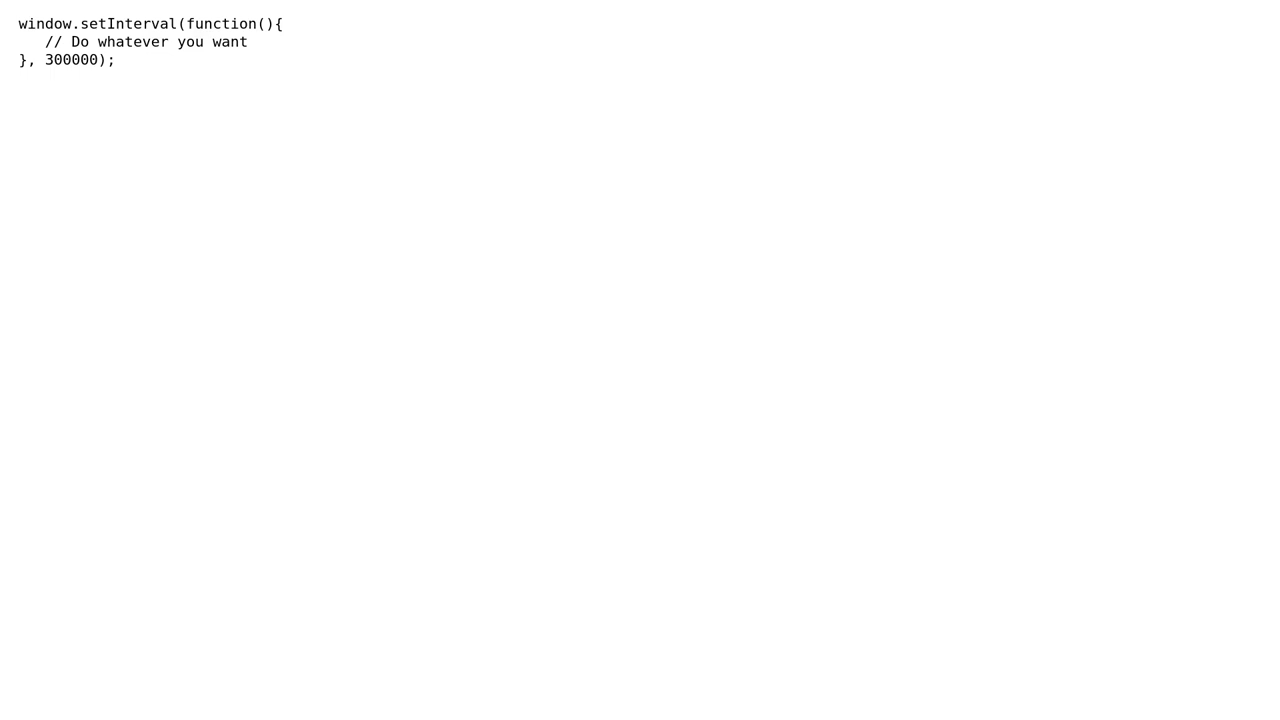 window.setInterval(function(){
   // Do whatever you want
}, 300000);